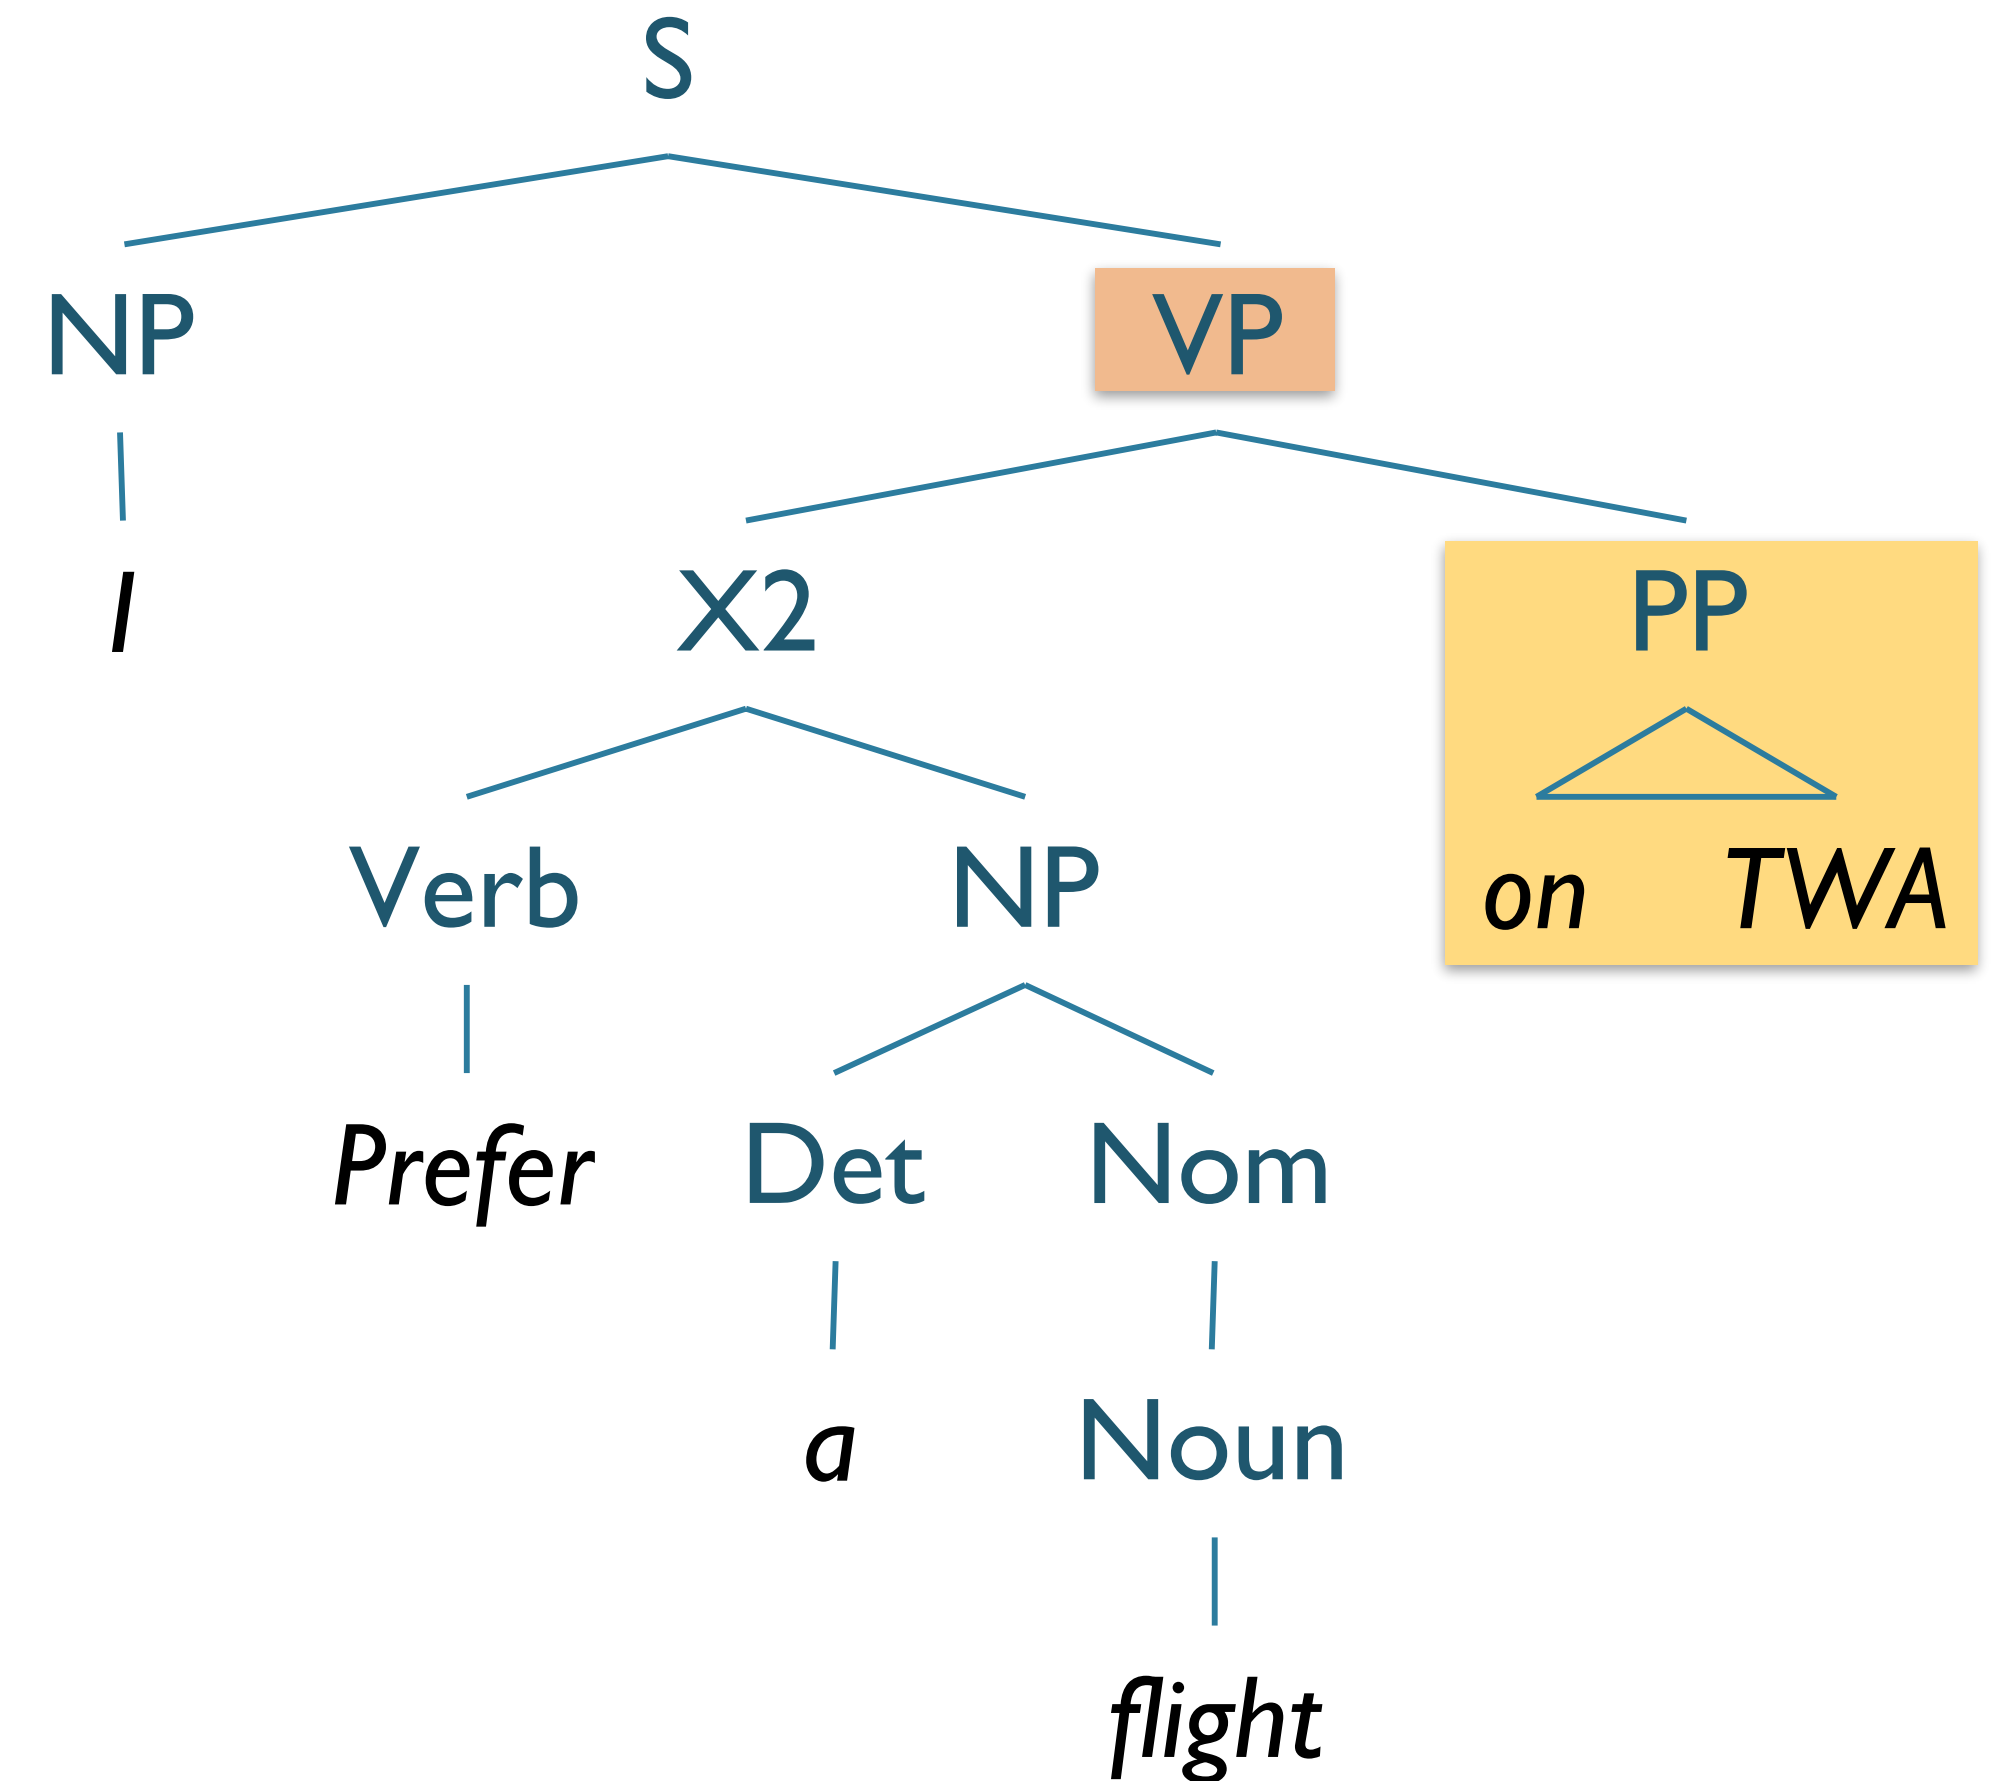 S
NP VP
I X2 PP
Verb NP on TWA
Prefer Det Nom
a Noun
flight